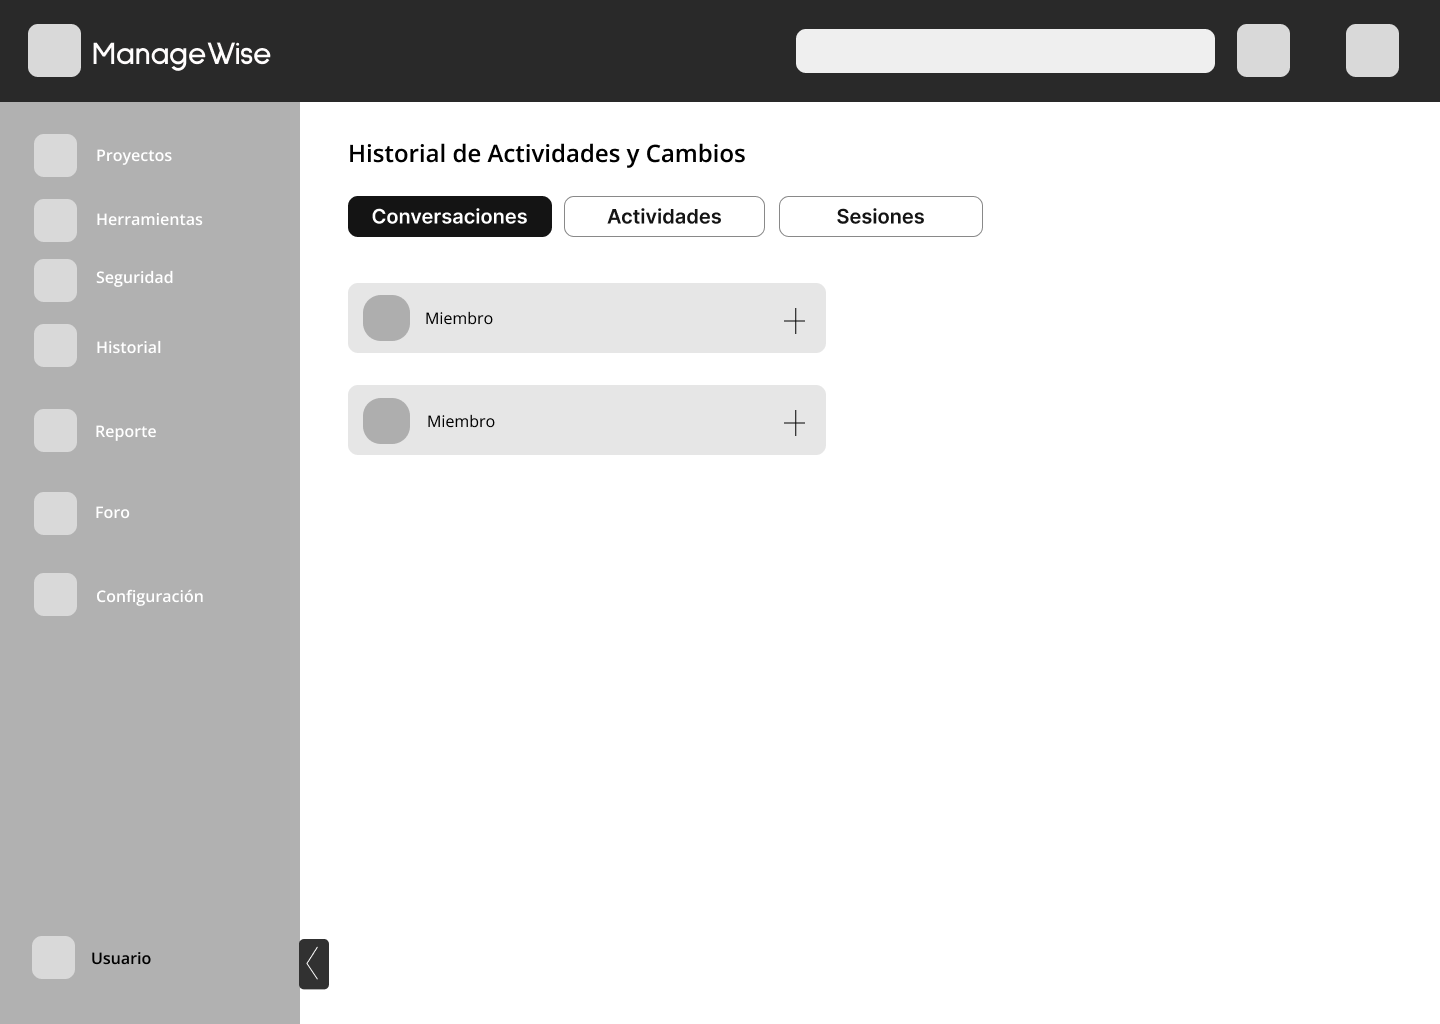 ManageWise
Proyectos
Herramientas
Seguridad
Historial
Reporte
Foro
Configuración
Usuario
Historial de Actividades y Cambios
Conversaciones
Actividades
Sesiones
Miembro
Miembro